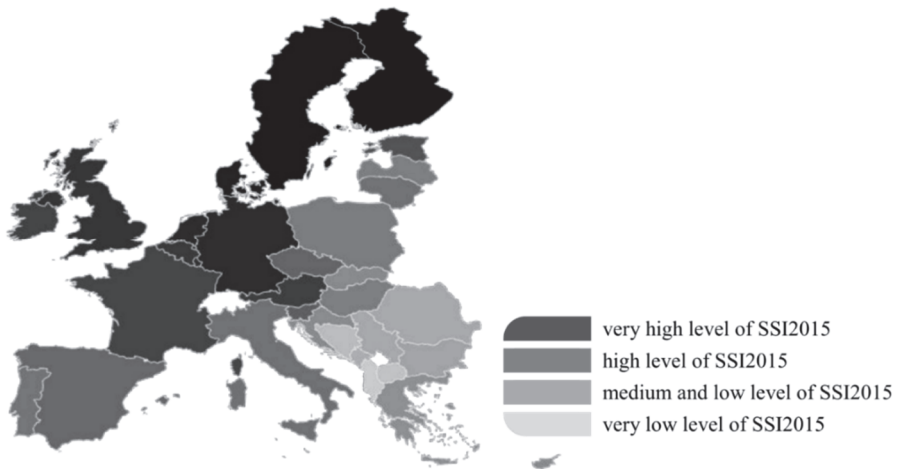 very high level of SSI2015
high level of SSI2015
medium and low level of SSI2015
very low level of SSI2015